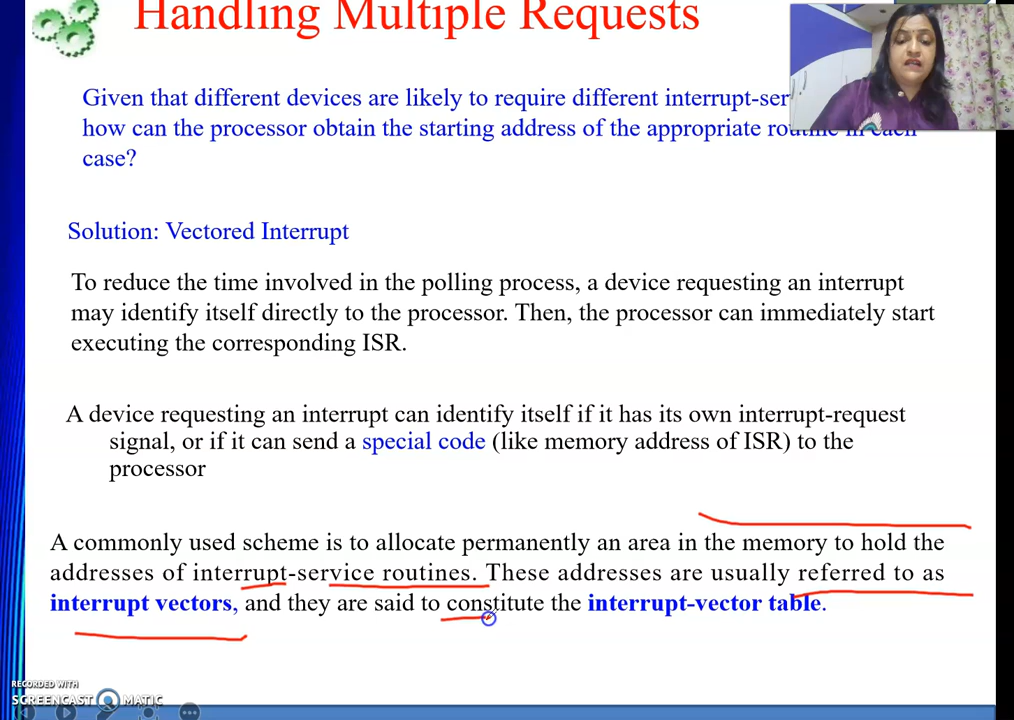 Handling Multiple Requests
Given that different devices are likely to require different
how can the processor obtain the starting address of the appropriate routine in each
case?
Solution: Vectored Interrupt
To reduce the time involved in the polling process, a device requesting an interrupt
may identify itself directly to the processor. Then, the processor can immediately start
executing the corresponding ISR.
A device requesting an interrupt can identify itself if it has its own interrupt-request
signal, or if it can send a special code (like memory address of ISR) to the
processor
A commonly used scheme is to allocate permanently an area in the memory to hold the
addresses of interrupt-service routines. These addresses are usually referred to as
interrupt vectors, and they are said to constitute the interrupt-vector table.
RECORDED WITH
SCREENCAST MATIC